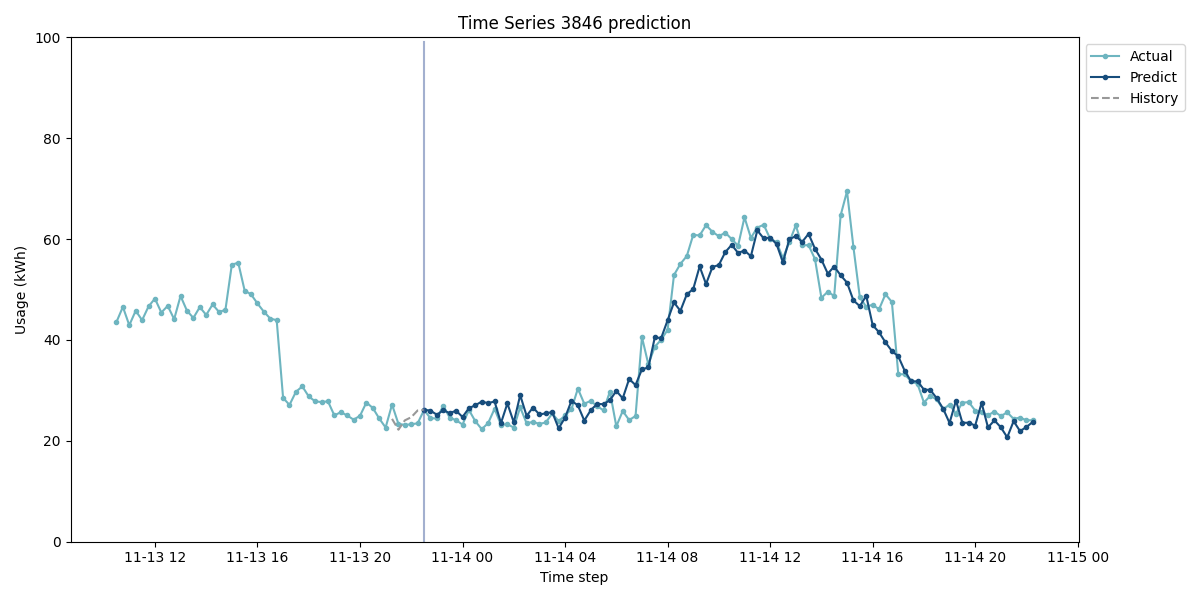 Time Series 3846 prediction
Usage (kWh)
100
80
60
40
20
0
11-13 12
11-13 16
11-13 20
11-14 00
11-14 04
11-14 08
11-14 12
11-14 16
11-14 20
11-15 00
Time step
Actual
Predict
History